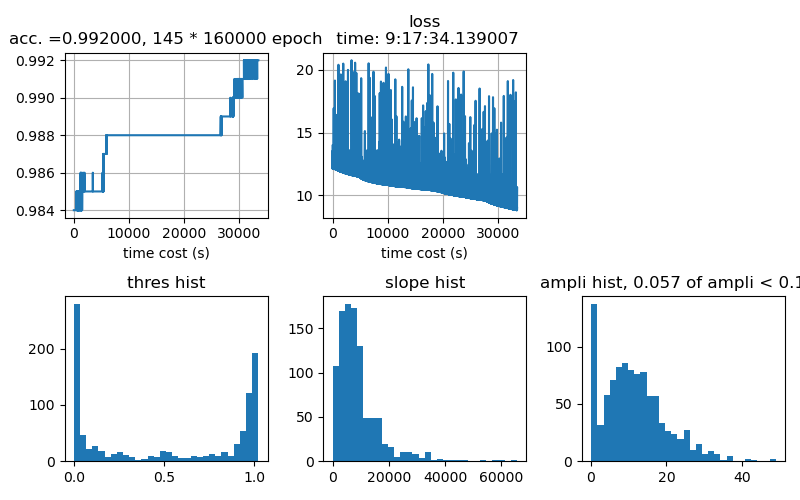 acc. =0.992000, 145 * 160000 epoch
loss
time: 9:17:34.139007
0.992
0.990
0.988
0.986
0.984
0 10000 20000 30000
time cost (s)
20
15
10
0 10000 20000 30000
time cost (s)
thres hist
200
100
0
0.0 0.5 1.0
slope hist
150
100
50
0
0 20000 40000 60000
ampli hist, 0.057 of ampli < 0.1
100
50
0
0 20 40